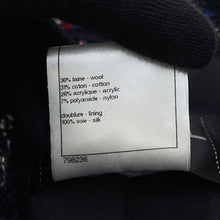 36% laine - wool
31% coton - cotton
26% acrylique - acrylic
7% polyamide - nylon
doublure - lining :
100% soie - silk
798236